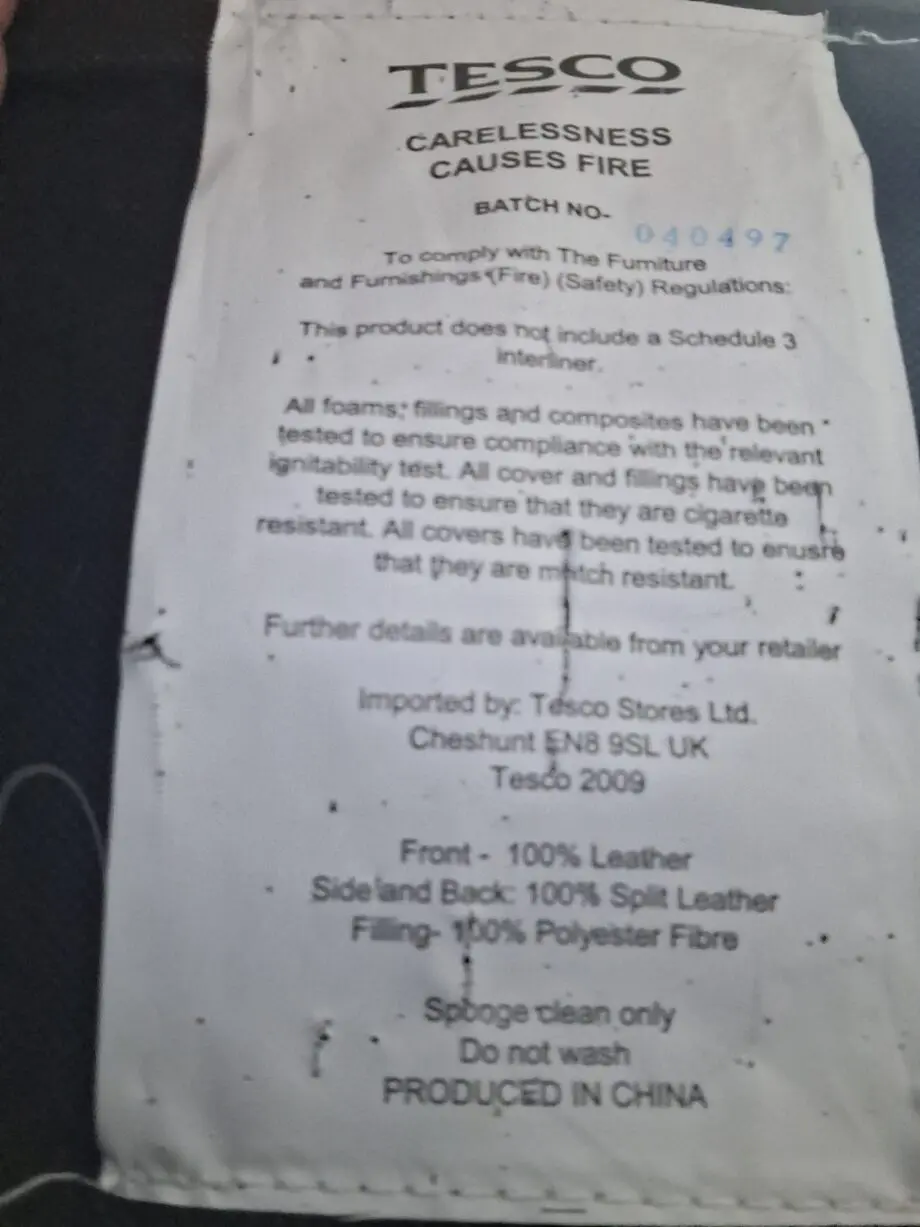 TESCO
CARELESSNESS
CAUSES FIRE
BATCH NO-
040497
To comply with The Furniture
and Furnishings (Fire) (Safety) Regulations:
This product does not include a Schedule 3
interliner.
All foams, fillings and composites have been
tested to ensure compliance with the relevant
ignitability test. All cover and fillings have been
tested to ensure that they are cigarette
resistant. All covers have been tested to enusre
that they are match resistant.
Further details are available from your retailer
Imported by: Tesco Stores Ltd.
Cheshunt EN8 9SL UK
Tesco 2009
Front - 100% Leather
Side and Back: 100% Split Leather
Filling- 100% Polyester Fibre
Sponge clean only
Do not wash
PRODUCED IN CHINA